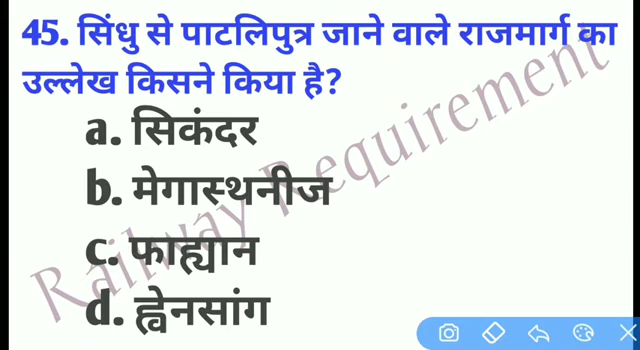 45. सिंधु से पाटलिपुत्र जाने वाले राजमार्ग का
उल्लेख किसने किया है?
a. सिकंदर
b. मेगास्थनीज
c. फाह्यान
d. ह्वेनसांग
Railway Requirement